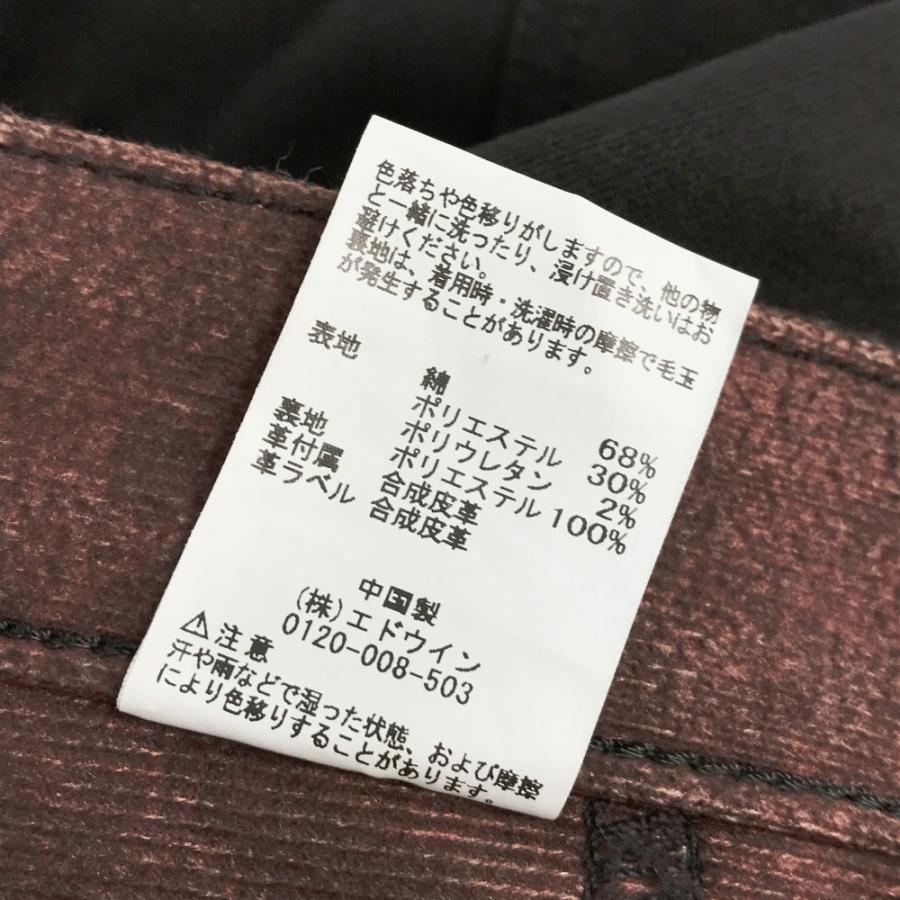 色落ちや色移りがしますので、他の物
と一緒に洗ったり、浸け置き洗いはお
避けください。
裏地は、着用時・洗濯時の摩擦で毛玉
が発生することがあります。
表地 綿 68%
ポリエステル 30%
ポリウレタン 2%
裏地 ポリエステル 100%
革付属 合成皮革
革ラベル 合成皮革
中国製
(株)エドウイン
0120-008-503
⚠注意
汗や雨などで湿った状態、および摩擦
により色移りすることがあります。